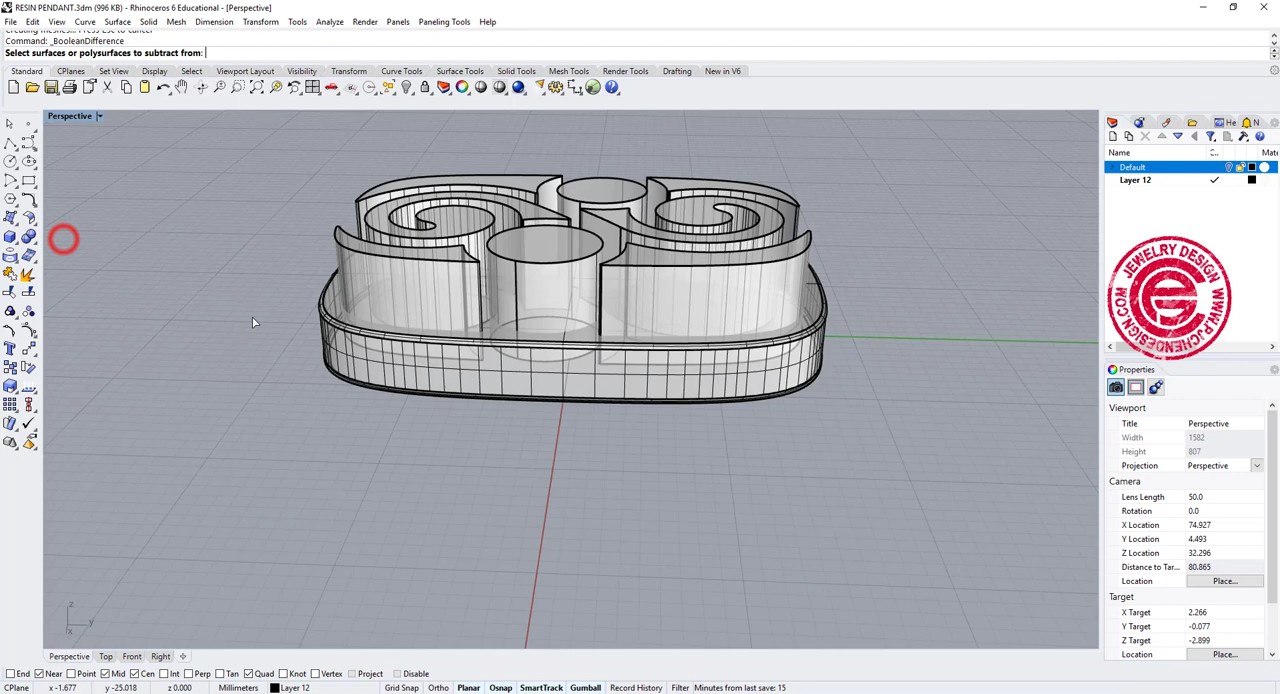 RESIN PENDANT.3dm (996 KB) - Rhinoceros 6 Educational - [Perspective]
File Edit View Curve Surface Solid Mesh Dimension Transform Tools Analyze Render Panels Paneling Tools Help
Creating meshes... Press Esc to cancel
Command: _BooleanDifference
Select surfaces or polysurfaces to subtract from:
Standard CPlanes Set View Display Select Viewport Layout Visibility Transform Curve Tools Surface Tools Solid Tools Mesh Tools Render Tools Drafting New in V6
Perspective
He N
Name C.. Mate
Default
Layer 12
JEWELRY DESIGN WWW.PJCHENDESIGN.COM
Properties
Viewport
Title Perspective
Width 1582
Height 807
Projection Perspective
Camera
Lens Length 50.0
Rotation 0.0
X Location 74.927
Y Location 4.493
Z Location 32.296
Distance to Tar... 80.865
Location Place...
Target
X Target 2.266
Y Target -0.077
Z Target -2.899
Location Place...
z
y
x
Perspective Top Front Right
End Near Point Mid Cen Int Perp Tan Quad Knot Vertex Project Disable
CPlane x -1.677 y -25.018 z 0.000 Millimeters Layer 12 Grid Snap Ortho Planar Osnap SmartTrack Gumball Record History Filter Minutes from last save: 15